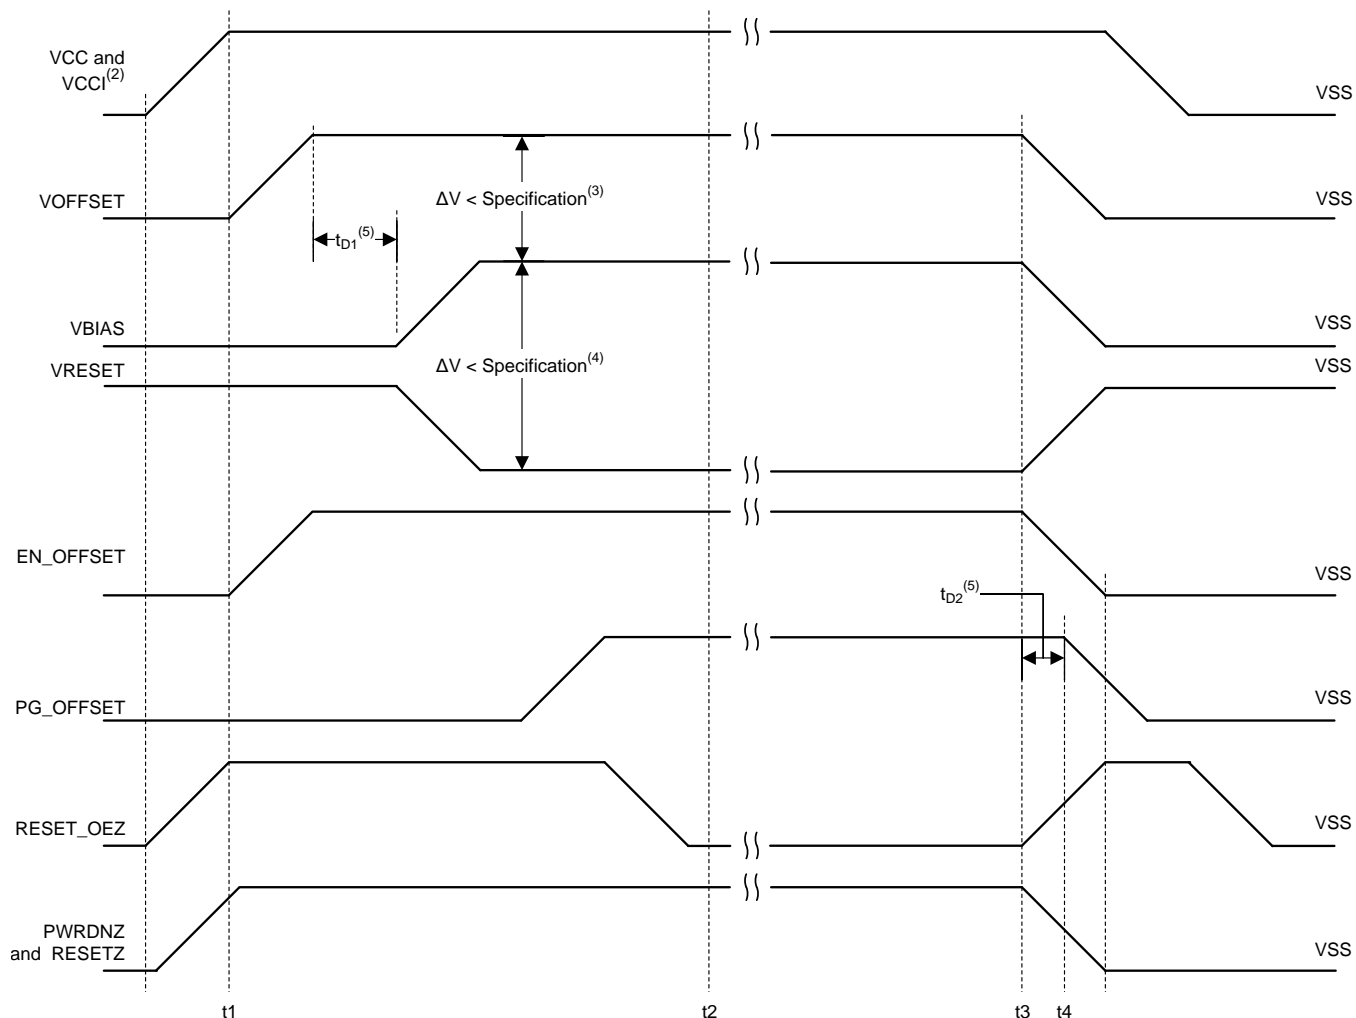 VCC and
VCCI(2)
VSS
VOFFSET
ΔV < Specification(3)
VSS
tD1(5)
VBIAS
VSS
VRESET
ΔV < Specification(4)
VSS
EN_OFFSET
VSS
tD2(5)
PG_OFFSET
VSS
RESET_OEZ
VSS
PWRDNZ
and RESETZ
VSS
t1
t2
t3
t4